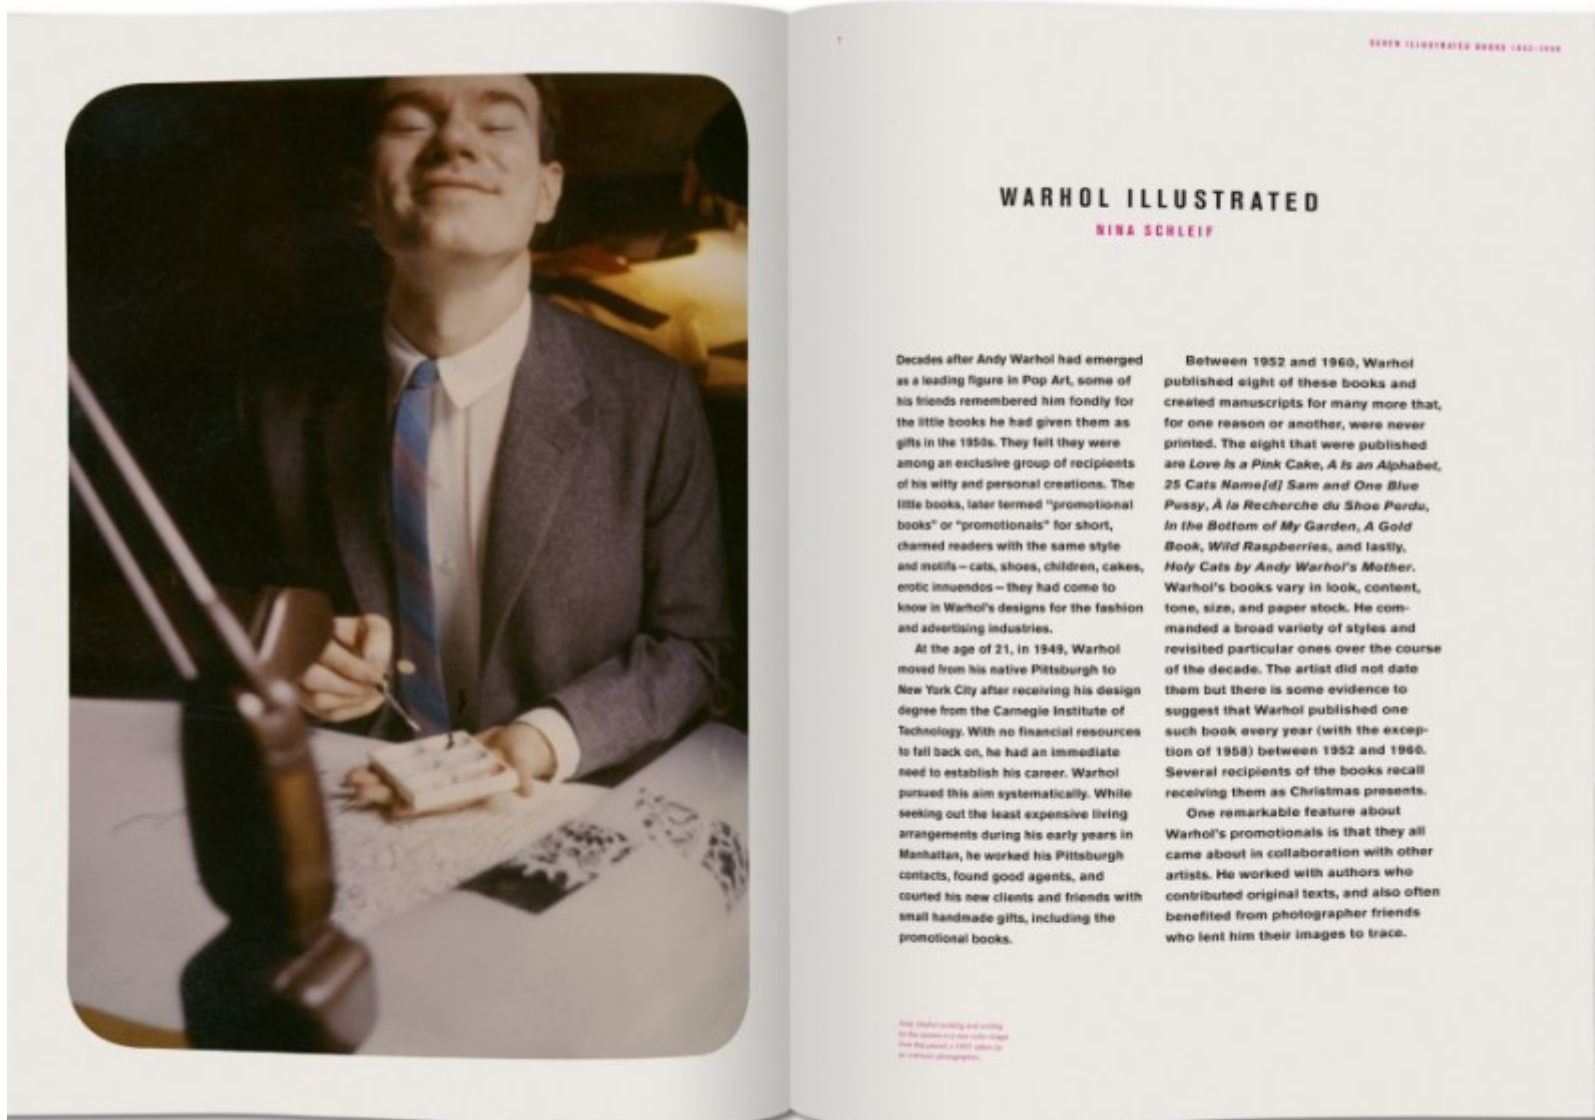 7
SEVEN ILLUSTRATED BOOKS 1952–1959
WARHOL ILLUSTRATED
NINA SCHLEIF
Decades after Andy Warhol had emerged
as a leading figure in Pop Art, some of
his friends remembered him fondly for
the little books he had given them as
gifts in the 1950s. They felt they were
among an exclusive group of recipients
of his witty and personal creations. The
little books, later termed “promotional
books” or “promotionals” for short,
charmed readers with the same style
and motifs—cats, shoes, children, cakes,
erotic innuendos—they had come to
know in Warhol's designs for the fashion
and advertising industries.
At the age of 21, in 1949, Warhol
moved from his native Pittsburgh to
New York City after receiving his design
degree from the Carnegie Institute of
Technology. With no financial resources
to fall back on, he had an immediate
need to establish his career. Warhol
pursued this aim systematically. While
seeking out the least expensive living
arrangements during his early years in
Manhattan, he worked his Pittsburgh
contacts, found good agents, and
courted his new clients and friends with
small handmade gifts, including the
promotional books.
Between 1952 and 1960, Warhol
published eight of these books and
created manuscripts for many more that,
for one reason or another, were never
printed. The eight that were published
are Love Is a Pink Cake, A Is an Alphabet,
25 Cats Name[d] Sam and One Blue
Pussy, À la Recherche du Shoe Perdu,
In the Bottom of My Garden, A Gold
Book, Wild Raspberries, and lastly,
Holy Cats by Andy Warhol's Mother.
Warhol's books vary in look, content,
tone, size, and paper stock. He com-
manded a broad variety of styles and
revisited particular ones over the course
of the decade. The artist did not date
them but there is some evidence to
suggest that Warhol published one
such book every year (with the excep-
tion of 1958) between 1952 and 1960.
Several recipients of the books recall
receiving them as Christmas presents.
One remarkable feature about
Warhol's promotionals is that they all
came about in collaboration with other
artists. He worked with authors who
contributed original texts, and also often
benefited from photographer friends
who lent him their images to trace.
Andy Warhol working and smiling